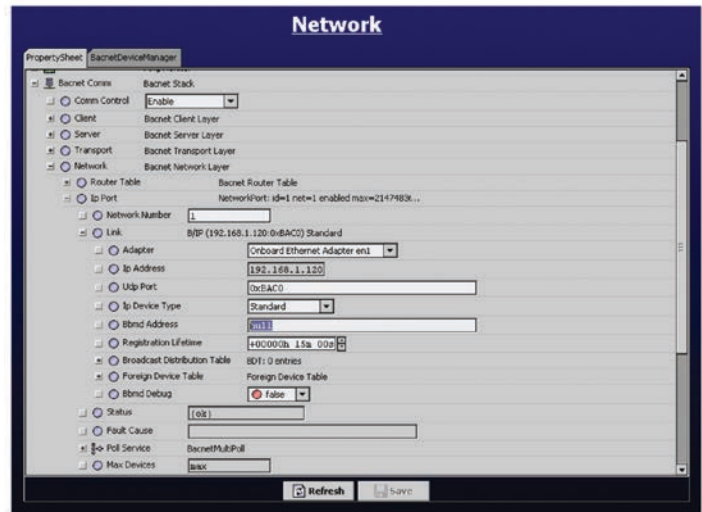 Network
PropertySheet BacnetDeviceManager
Bacnet Comm Bacnet Stack
Comm Control Enable
Client Bacnet Client Layer
Server Bacnet Server Layer
Transport Bacnet Transport Layer
Network Bacnet Network Layer
Router Table Bacnet Router Table
Ip Port NetworkPort: id=1 net=1 enabled max=2147483(...
Network Number 1
Link B/IP (192.168.1.120:0xBAC0) Standard
Adapter Onboard Ethernet Adapter en1
Ip Address 192.168.1.120
Udp Port 0xBAC0
Ip Device Type Standard
Bbmd Address null
Registration Lifetime +00000h 15m 00s
Broadcast Distribution Table BDT: 0 entries
Foreign Device Table Foreign Device Table
Bbmd Debug false
Status {ok}
Fault Cause
Poll Service BacnetMultiPoll
Max Devices max
Refresh Save